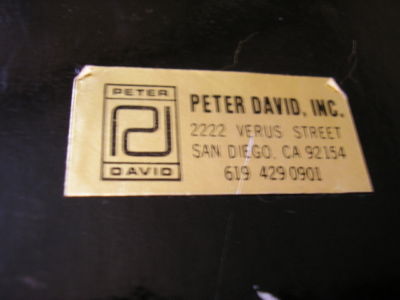 PETER
DAVID
PETER DAVID, INC.
2222 VERUS STREET
SAN DIEGO, CA 92154
619 429 0901